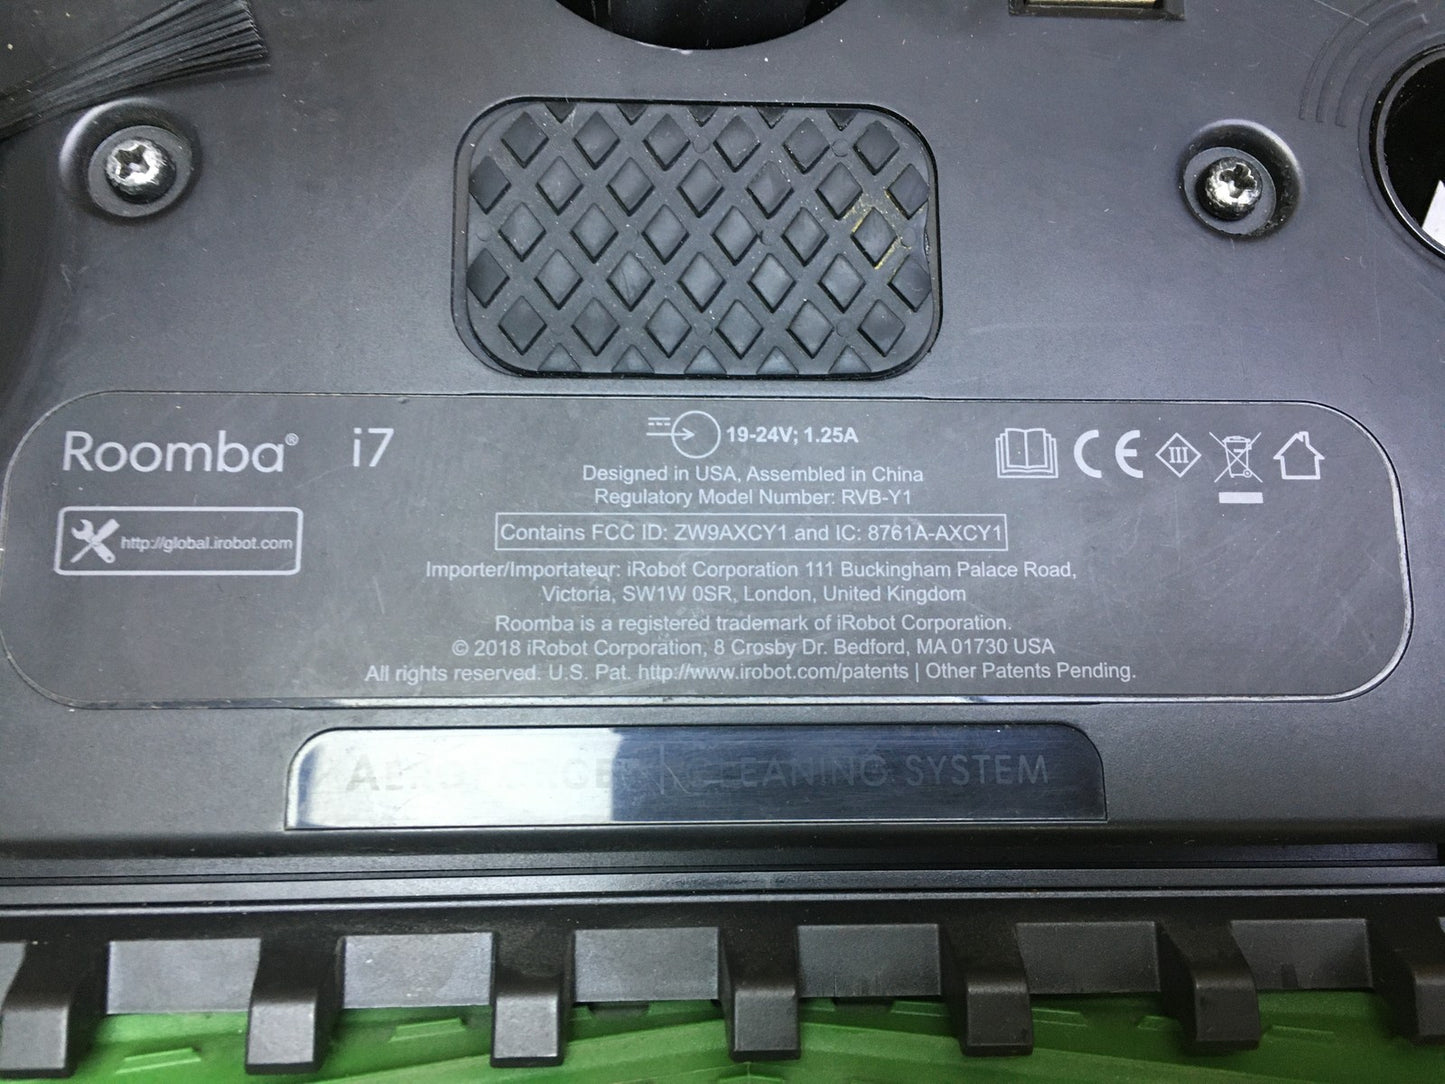 Roomba® i7
19-24V; 1.25A
Designed in USA, Assembled in China
Regulatory Model Number: RVB-Y1
http://global.irobot.com
Contains FCC ID: ZW9AXCY1 and IC: 8761A-AXCY1
Importer/Importateur: iRobot Corporation 111 Buckingham Palace Road,
Victoria, SW1W 0SR, London, United Kingdom
Roomba is a registered trademark of iRobot Corporation.
© 2018 iRobot Corporation, 8 Crosby Dr. Bedford, MA 01730 USA
All rights reserved. U.S. Pat. http://www.irobot.com/patents | Other Patents Pending.
CE
III
CLEANING SYSTEM